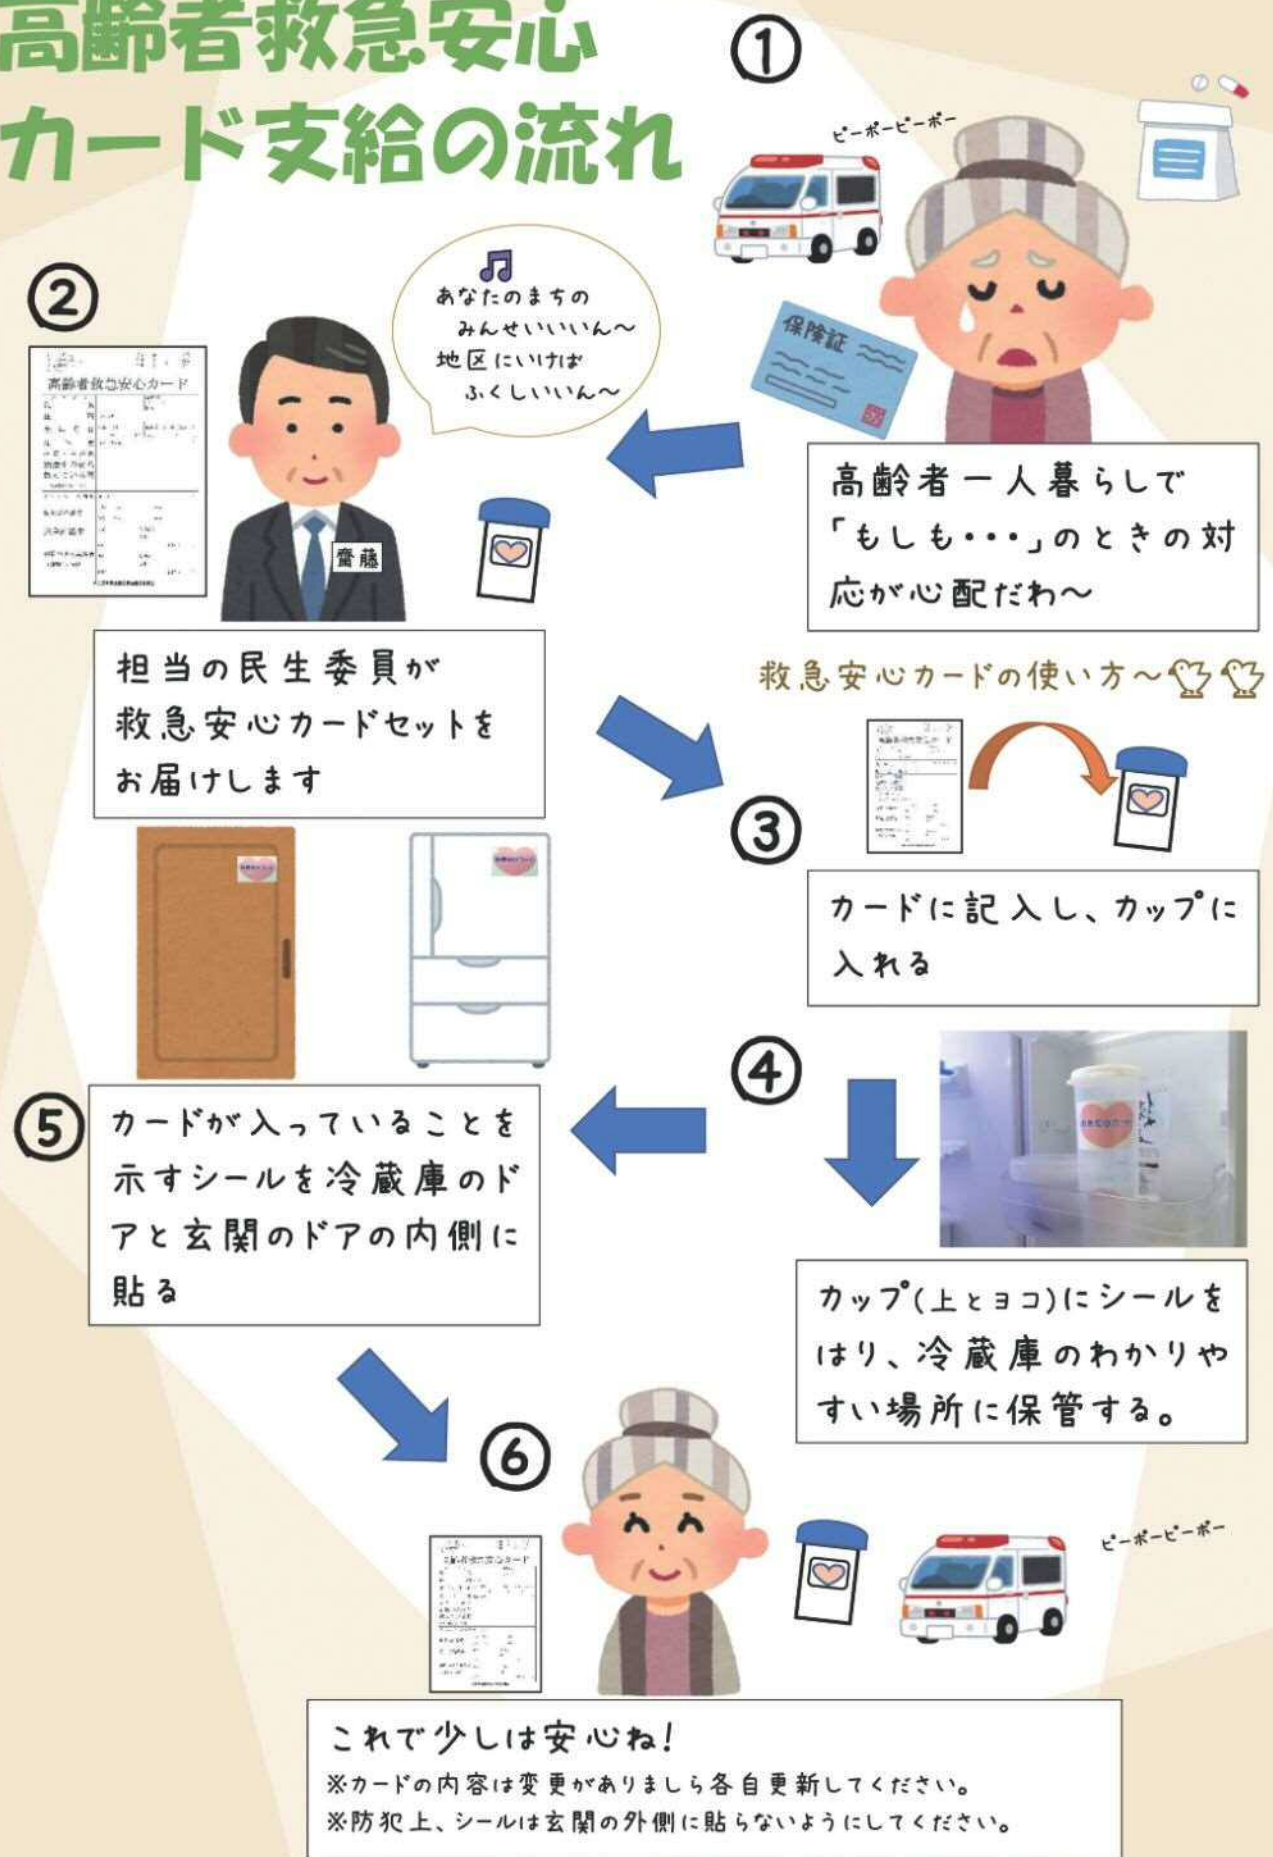 高齢者救急安心
カード支給の流れ
①
ピーポーピーポー
保険証
高齢者一人暮らしで
「もしも・・・」のときの対
応が心配だわ〜
②
高齢者救急安心カード
あなたのまちの
みんせいいいん〜
地区にいけば
ふくしいいん〜
齋藤
担当の民生委員が
救急安心カードセットを
お届けします
救急安心カードの使い方〜
③
カードに記入し、カップに
入れる
④
カップ(上とヨコ)にシールを
はり、冷蔵庫のわかりや
すい場所に保管する。
⑤
カードが入っていることを
示すシールを冷蔵庫のド
アと玄関のドアの内側に
貼る
⑥
ピーポーピーポー
これで少しは安心ね!
※カードの内容は変更がありましら各自更新してください。
※防犯上、シールは玄関の外側に貼らないようにしてください。